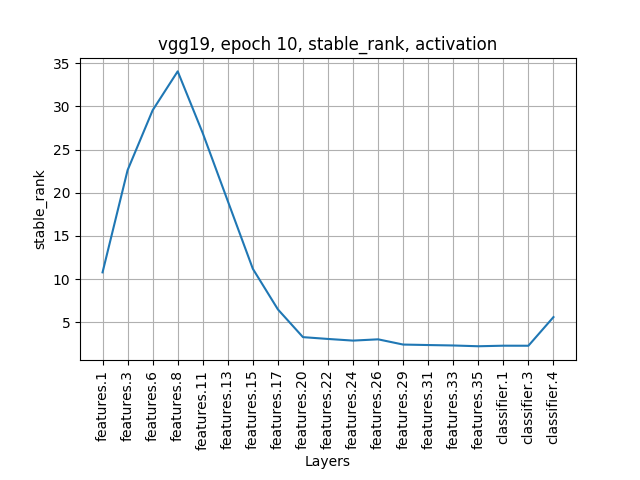 vgg19, epoch 10, stable_rank, activation
35
30
25
20
15
10
5
stable_rank
features.1
features.3
features.6
features.8
features.11
features.13
features.15
features.17
features.20
features.22
features.24
features.26
features.29
features.31
features.33
features.35
classifier.1
classifier.3
classifier.4
Layers